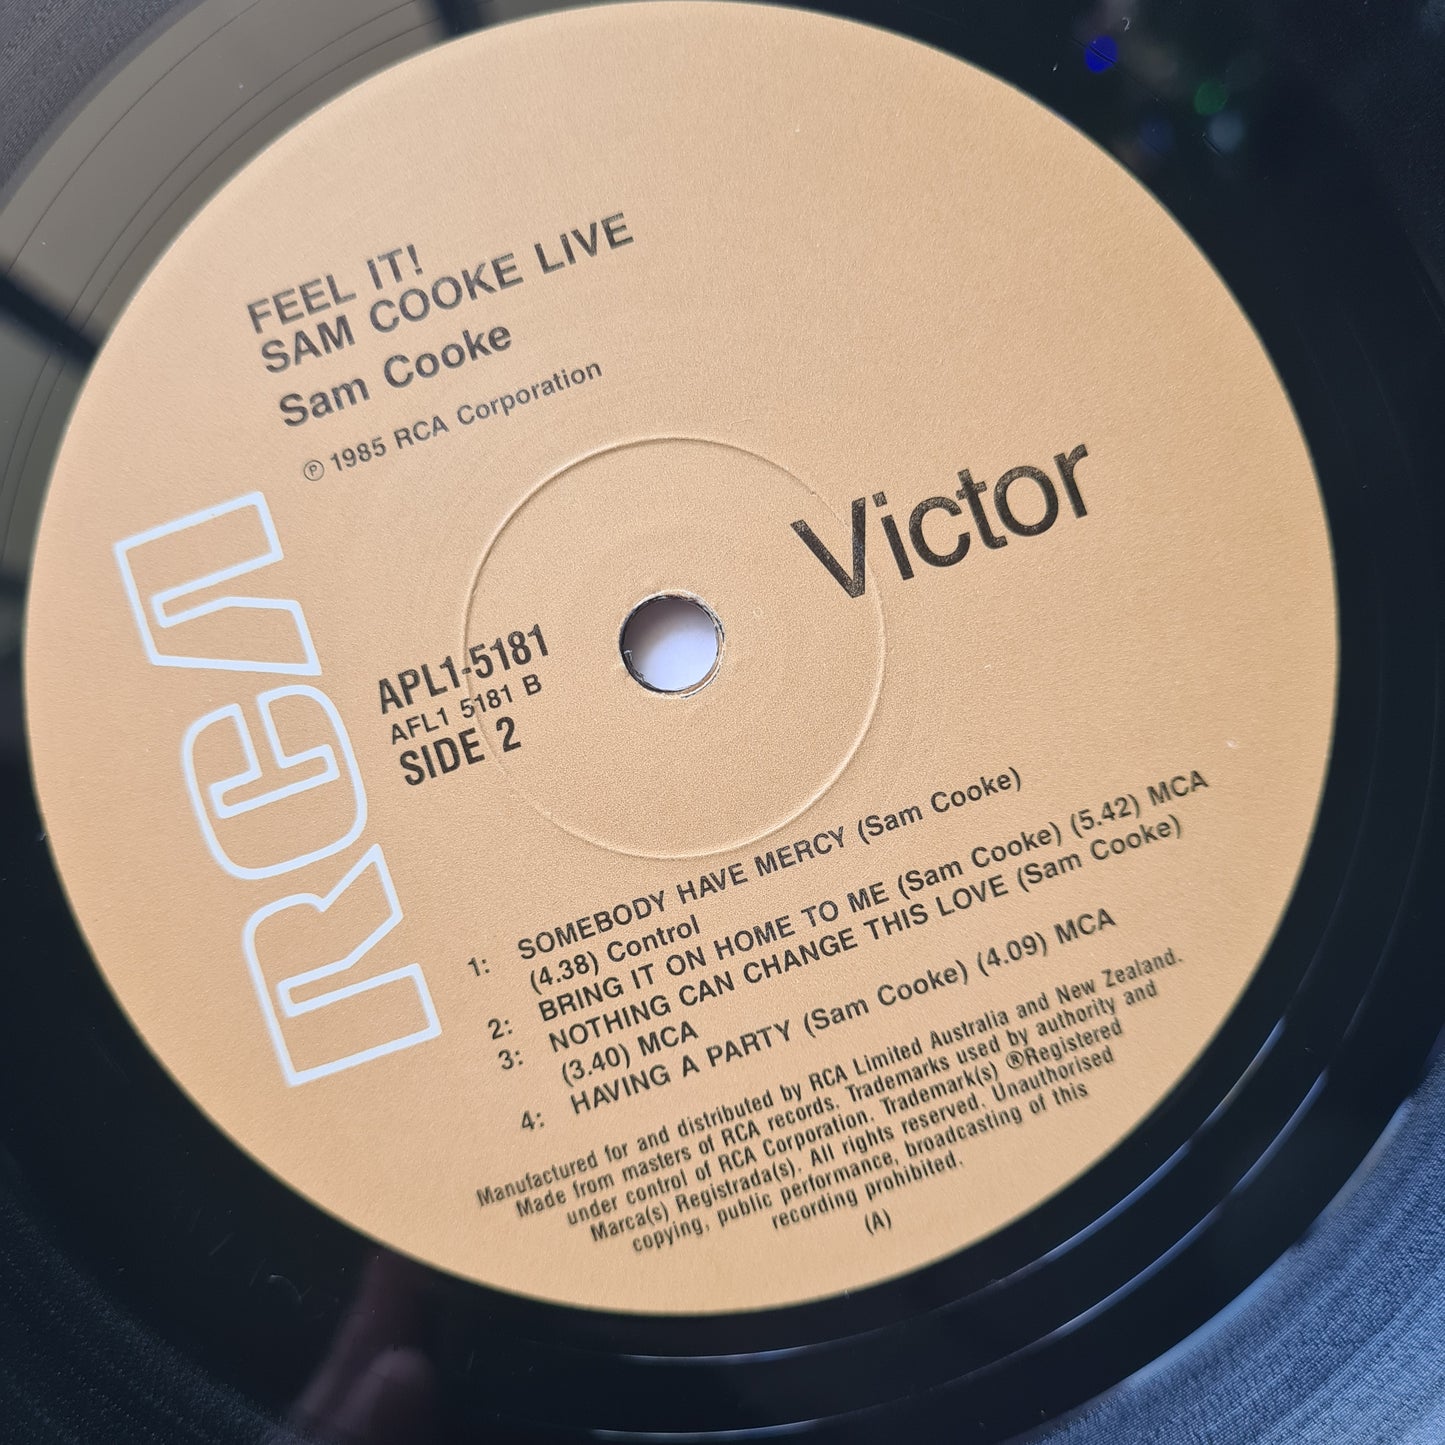 FEEL IT!
SAM COOKE LIVE
Sam Cooke
℗ 1985 RCA Corporation
RCA
Victor
APL1-5181
AFL1 5181 B
SIDE 2
1: SOMEBODY HAVE MERCY (Sam Cooke)
(4.38) Control
2: BRING IT ON HOME TO ME (Sam Cooke) (5.42) MCA
3: NOTHING CAN CHANGE THIS LOVE (Sam Cooke)
(3.40) MCA
4: HAVING A PARTY (Sam Cooke) (4.09) MCA
Manufactured for and distributed by RCA Limited Australia and New Zealand.
Made from masters of RCA records. Trademarks used by authority and
under control of RCA Corporation. Trademark(s) ®Registered
Marca(s) Registrada(s). All rights reserved. Unauthorised
copying, public performance, broadcasting of this
recording prohibited.
(A)